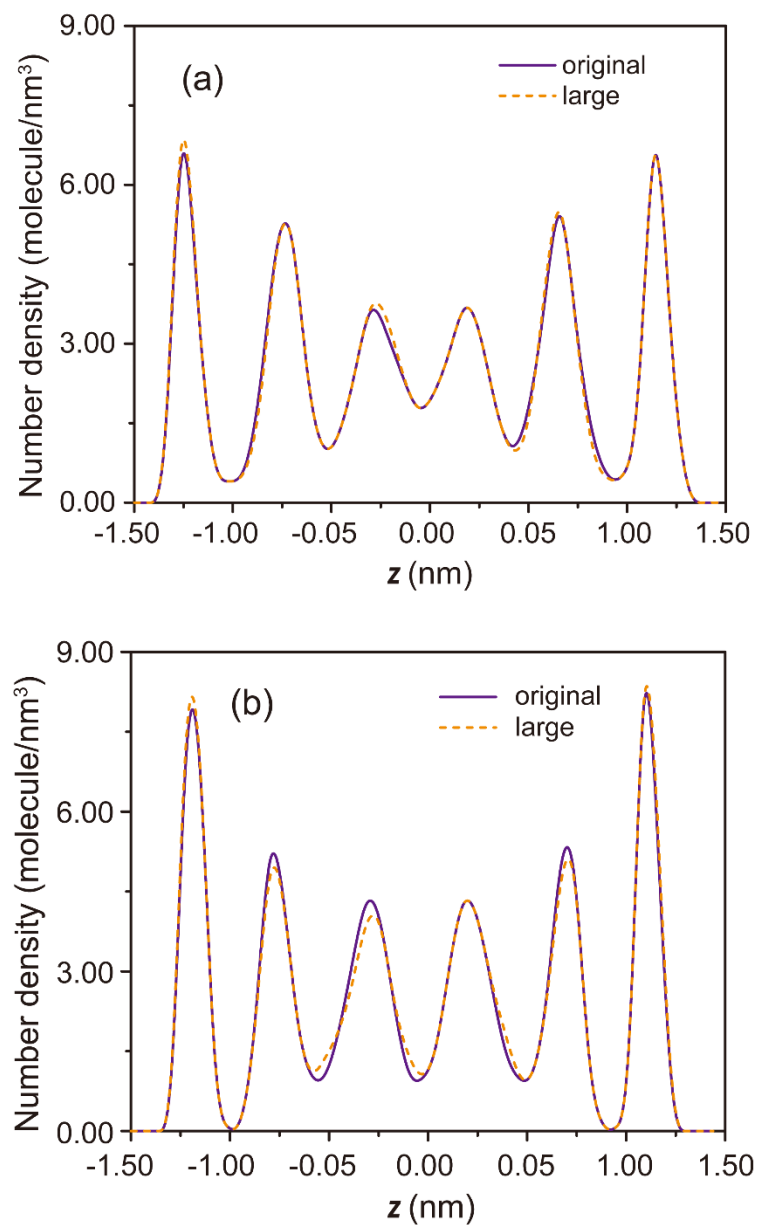 9.00
(a)
original
large
6.00
Number density (molecule/nm³)
3.00
0.00
-1.50 -1.00 -0.05 0.00 0.05 1.00 1.50
z (nm)
9.00
(b)
original
large
6.00
Number density (molecule/nm³)
3.00
0.00
-1.50 -1.00 -0.05 0.00 0.05 1.00 1.50
z (nm)